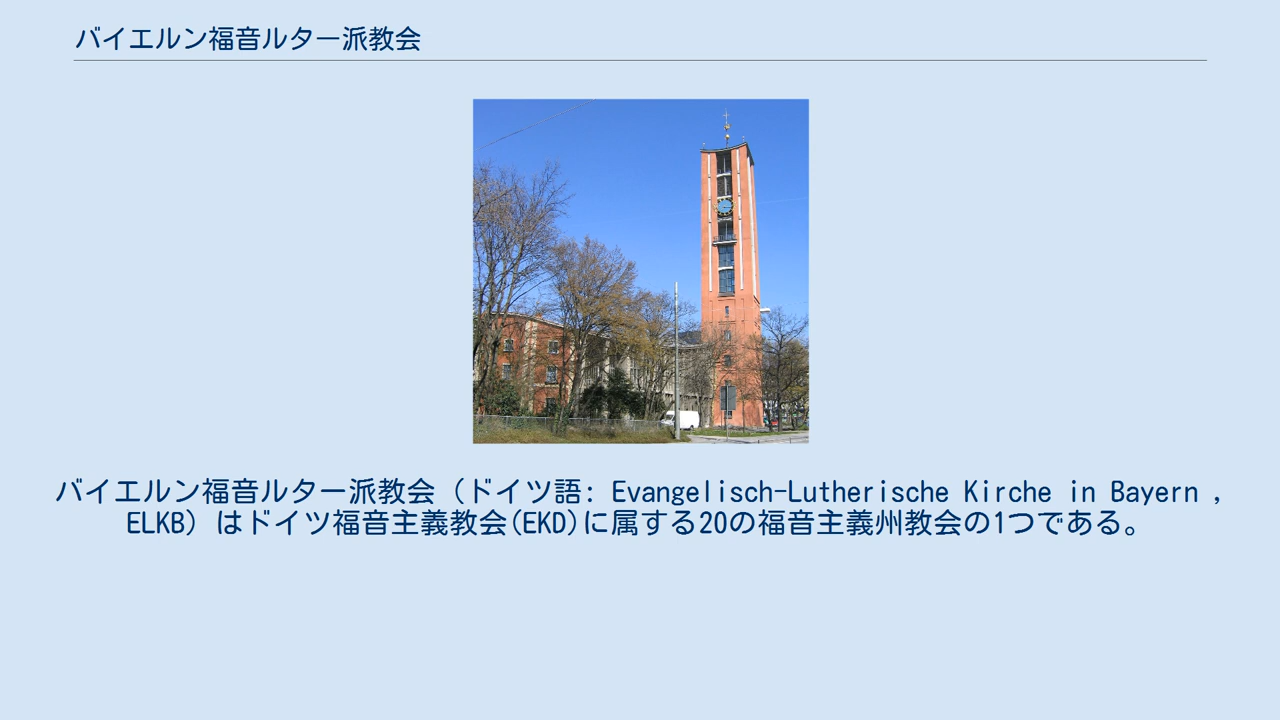 バイエルン福音ルター派教会
バイエルン福音ルター派教会（ドイツ語: Evangelisch-Lutherische Kirche in Bayern ,
ELKB）はドイツ福音主義教会(EKD)に属する20の福音主義州教会の1つである。